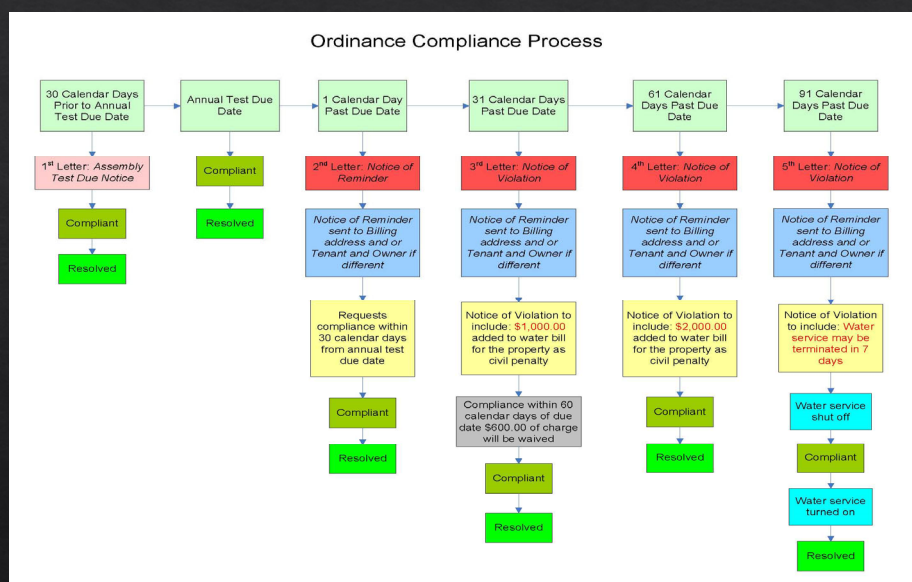 Ordinance Compliance Process
30 Calendar Days
Prior to Annual
Test Due Date
Annual Test Due
Date
1 Calendar Day
Past Due Date
31 Calendar Days
Past Due Date
61 Calendar
Days Past Due
Date
91 Calendar
Days Past Due
Date
1st Letter: Assembly
Test Due Notice
Compliant
Resolved
Compliant
Resolved
2nd Letter: Notice of
Reminder
Notice of Reminder
sent to Billing
address and or
Tenant and Owner if
different
Requests
compliance within
30 calendar days
from annual test
due date
Compliant
Resolved
3rd Letter: Notice of
Violation
Notice of Reminder
sent to Billing
address and or
Tenant and Owner if
different
Notice of Violation to
include: $1,000.00
added to water bill
for the property as
civil penalty
Compliance within 60
calendar days of due
date $600.00 of charge
will be waived
Compliant
Resolved
4th Letter: Notice of
Violation
Notice of Reminder
sent to Billing
address and or
Tenant and Owner if
different
Notice of Violation to
include: $2,000.00
added to water bill
for the property as
civil penalty
Compliant
Resolved
5th Letter: Notice of
Violation
Notice of Reminder
sent to Billing
address and or
Tenant and Owner if
different
Notice of Violation
to include: Water
service may be
terminated in 7
days
Water service
shut off
Compliant
Water service
turned on
Resolved